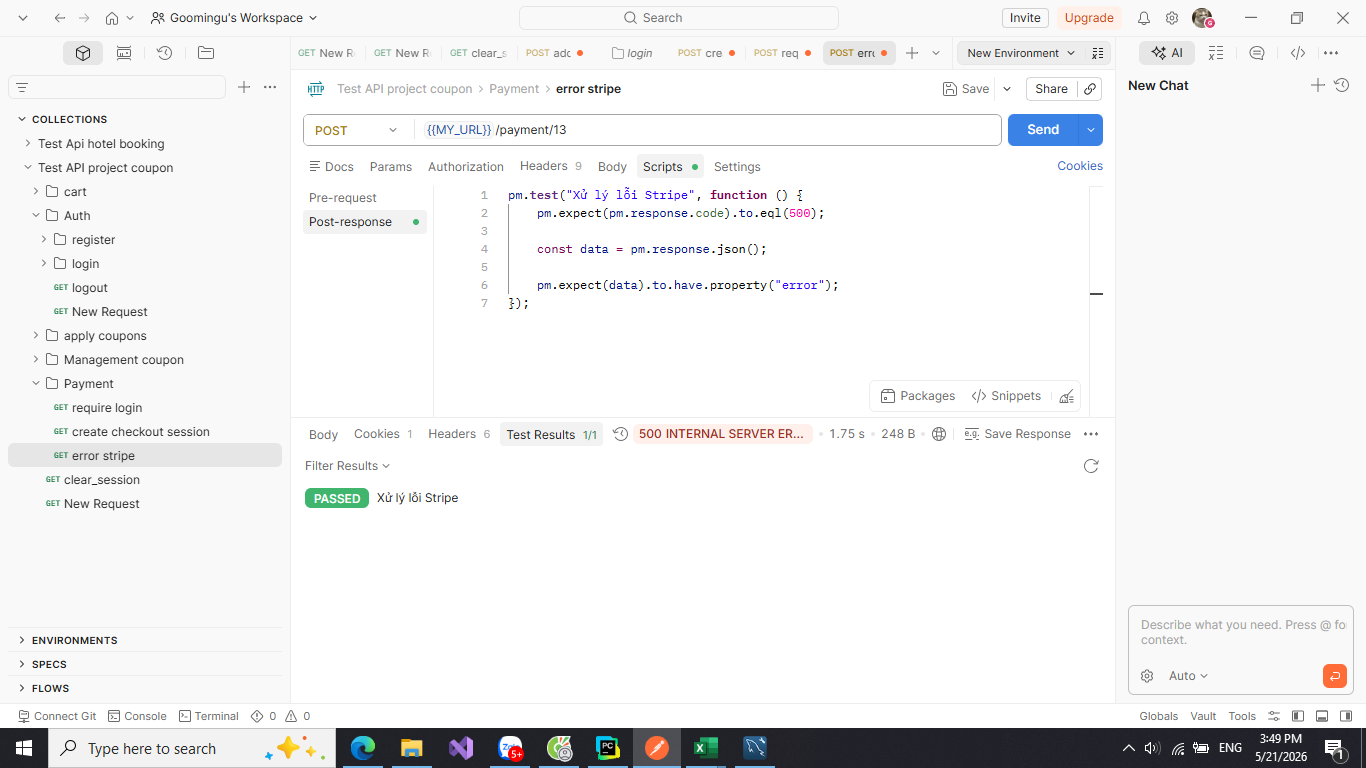 Goomingu's Workspace
Search
Invite
Upgrade
GET New R
GET New R
GET clear_s
POST add
login
POST cre
POST req
POST erro
New Environment
AI
Test API project coupon > Payment > error stripe
Save
Share
New Chat
COLLECTIONS
Test Api hotel booking
Test API project coupon
cart
Auth
register
login
GET logout
GET New Request
apply coupons
Management coupon
Payment
GET require login
GET create checkout session
GET error stripe
GET clear_session
GET New Request
ENVIRONMENTS
SPECS
FLOWS
POST
{{MY_URL}} /payment/13
Send
Docs
Params
Authorization
Headers 9
Body
Scripts
Settings
Cookies
Pre-request
Post-response
1 pm.test("Xử lý lỗi Stripe", function () {
2 pm.expect(pm.response.code).to.eql(500);
3
4 const data = pm.response.json();
5
6 pm.expect(data).to.have.property("error");
7 });
Packages
Snippets
Body
Cookies 1
Headers 6
Test Results 1/1
500 INTERNAL SERVER ER...
1.75 s
248 B
e.g. Save Response
Filter Results
PASSED Xử lý lỗi Stripe
Describe what you need. Press @ fo
context.
Auto
Connect Git
Console
Terminal
0
0
Globals
Vault
Tools
Type here to search
5+
PC
ENG
3:49 PM
5/21/2026
1